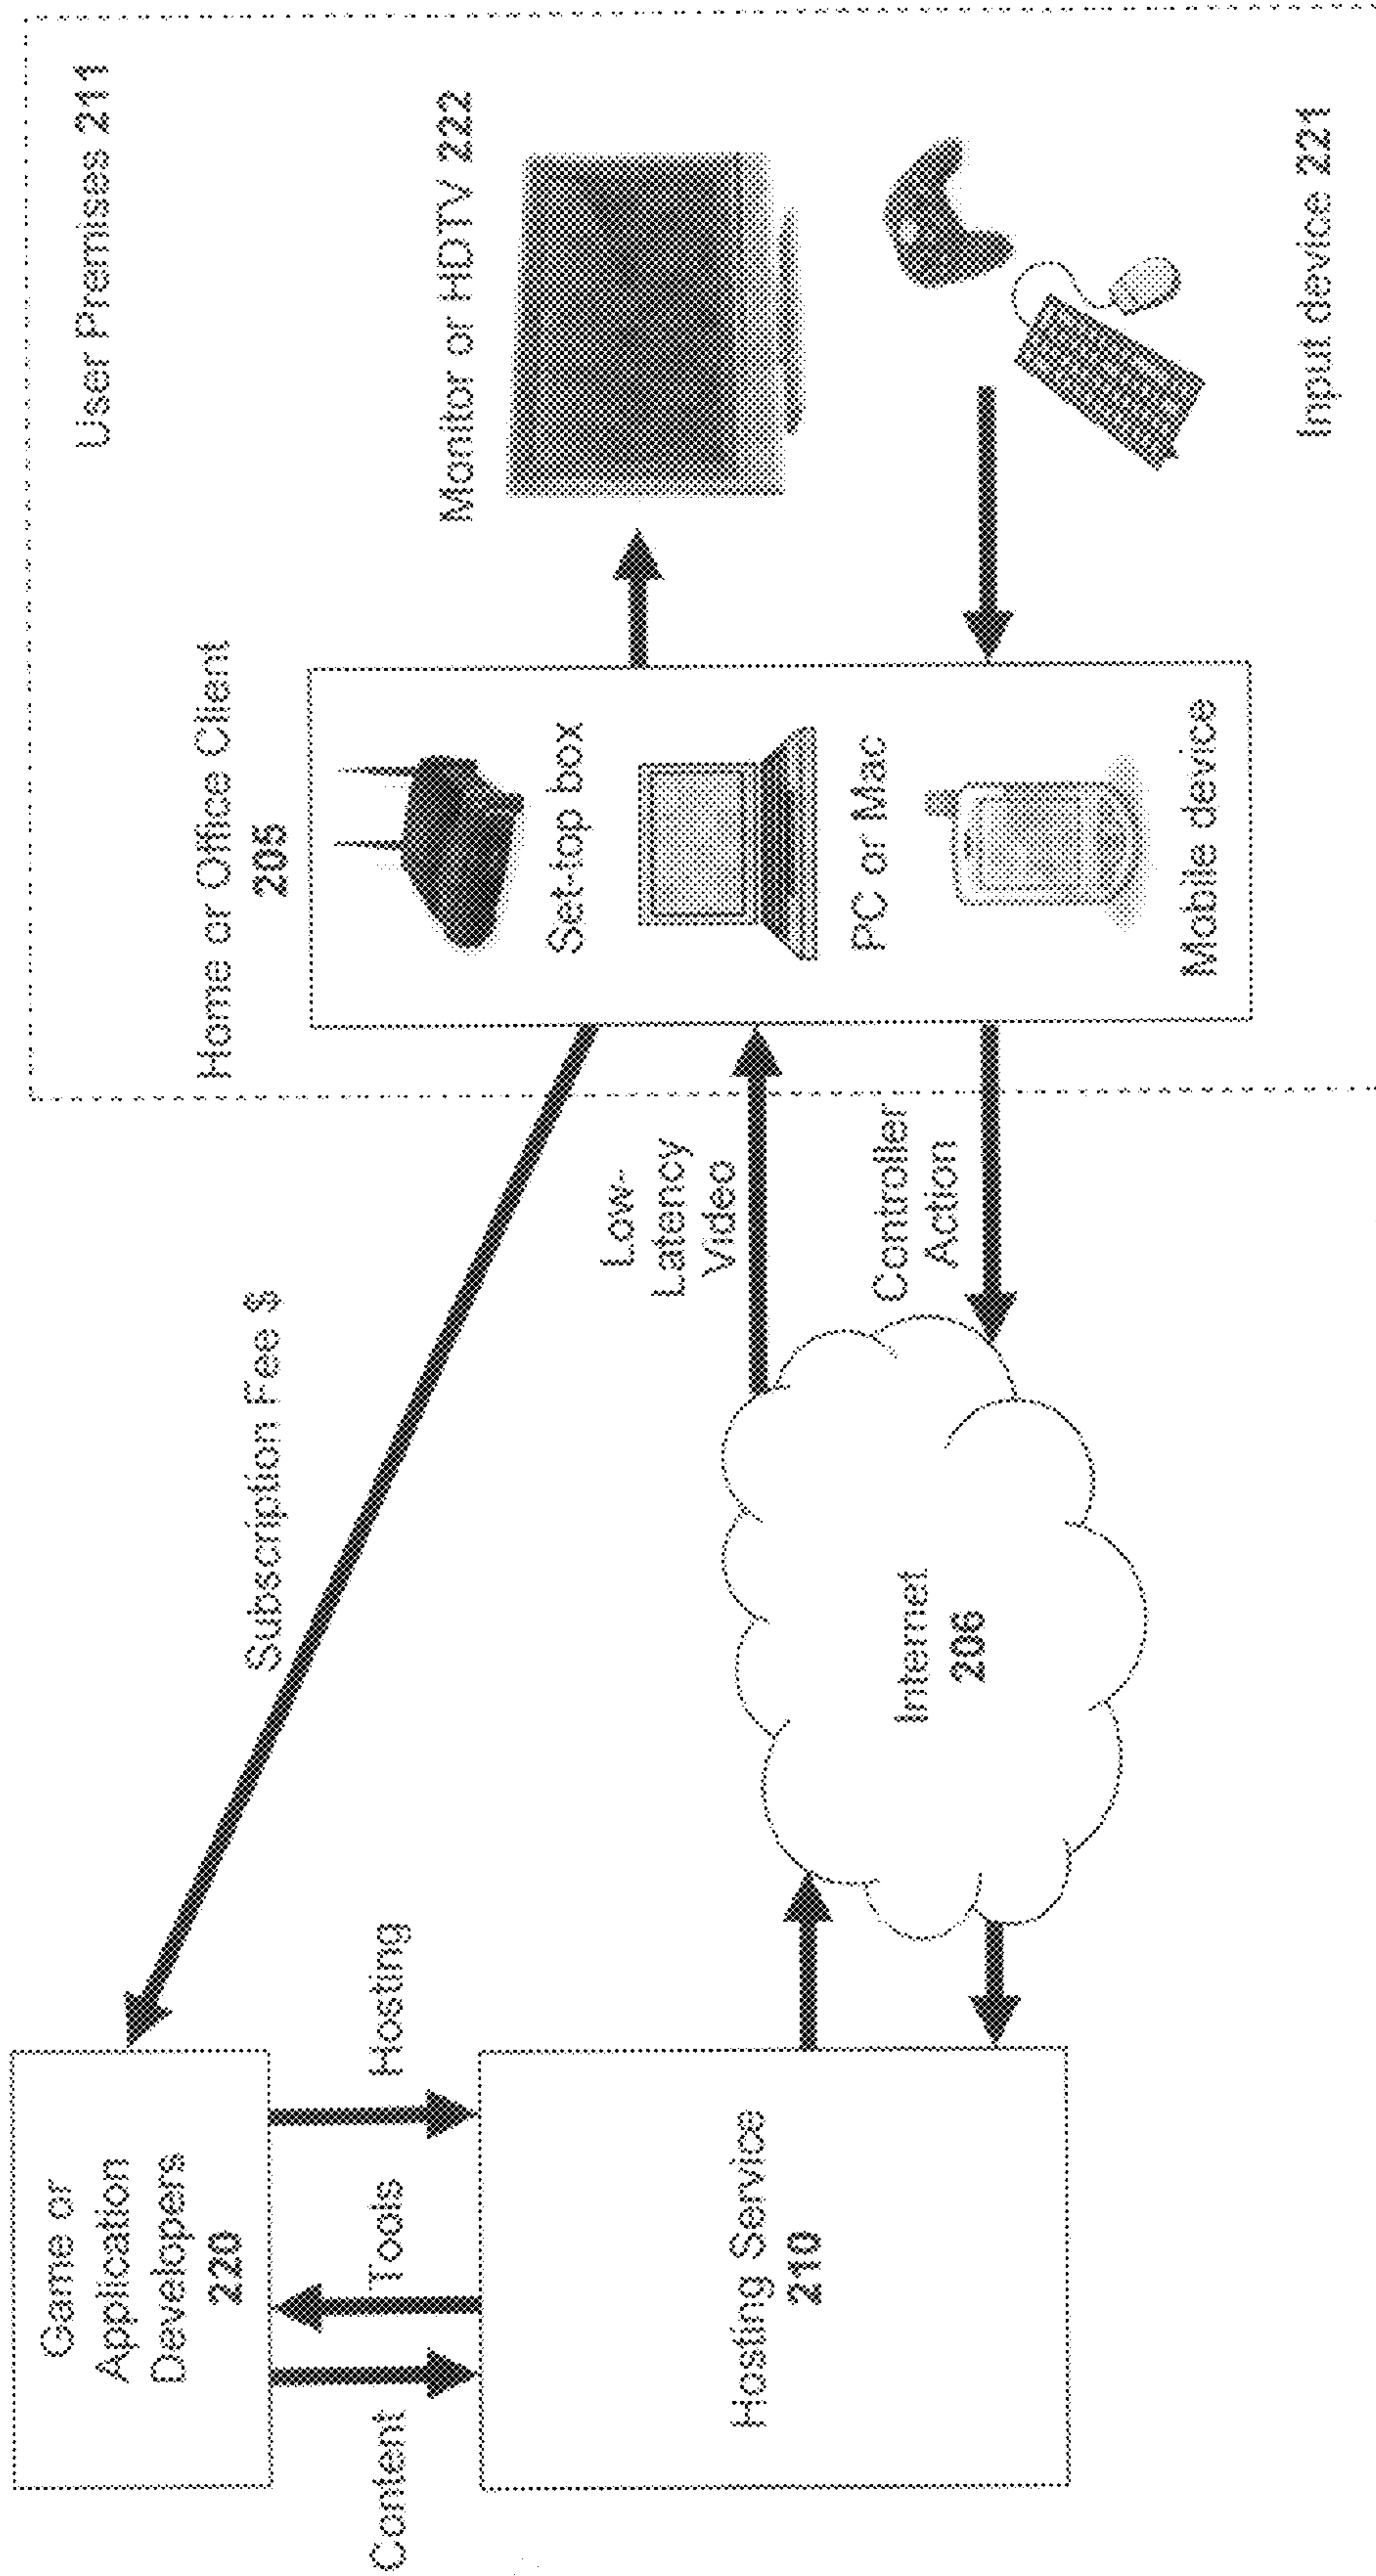 Game or
Application
Developers
220
Subscription Fee $
User Premises 211
Home or Office Client
205
Content
Tools
Hosting
Set-top box
Monitor or HDTV 222
Low-
Latency
Video
PC or Mac
Hosting Service
210
Internet
206
Controller
Action
Mobile device
Input device 221